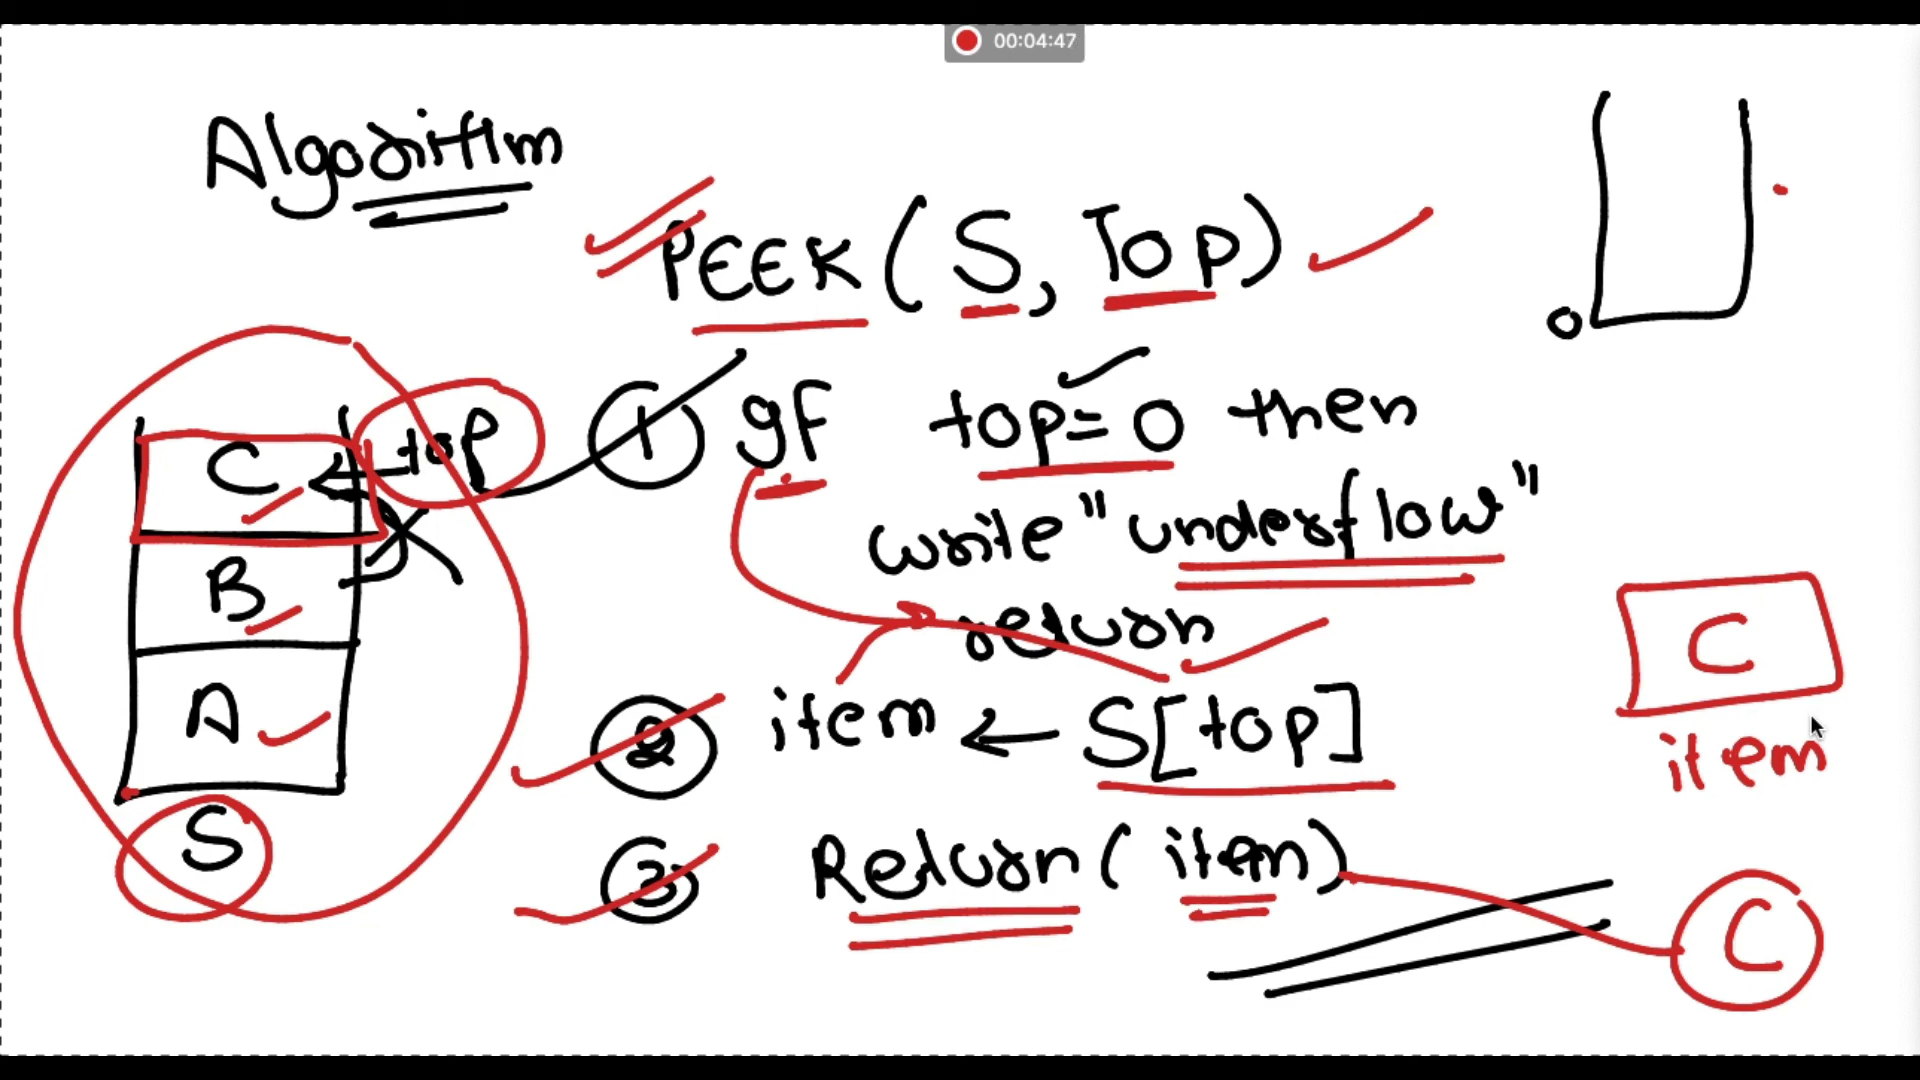 00:04:47
Algorithm
PEEK(S, Top)
0
① If top=0 then
write "underflow"
return
② item ← S[top]
③ Return(item)
C ← top
B
A
S
C
item
C